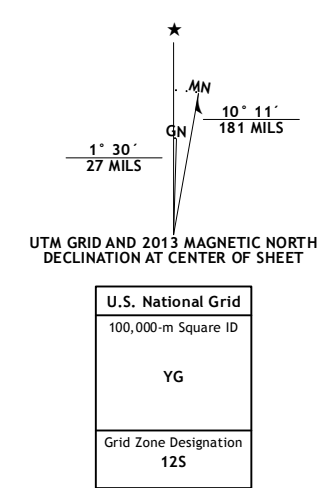 ★
MN
10° 11´
181 MILS
GN
1° 30´
27 MILS
UTM GRID AND 2013 MAGNETIC NORTH
DECLINATION AT CENTER OF SHEET
U.S. National Grid
100,000-m Square ID
YG
Grid Zone Designation
12S